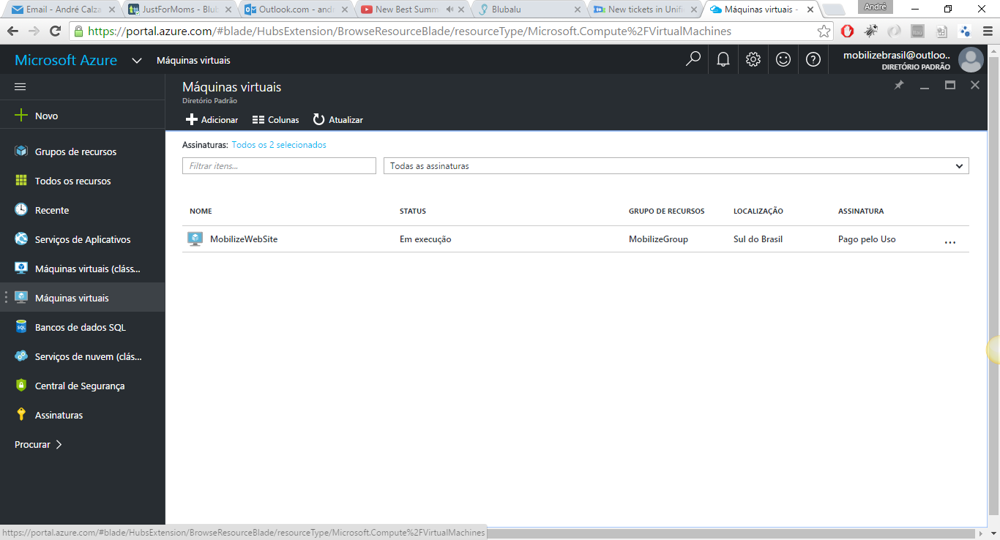 Email - André Calza
JustForMoms - Blub
Outlook.com - andr
New Best Summ
Blubalu
New tickets in Unifi
Máquinas virtuais -
André
https://portal.azure.com/#blade/HubsExtension/BrowseResourceBlade/resourceType/Microsoft.Compute%2FVirtualMachines
Microsoft Azure
Máquinas virtuais
mobilizebrasil@outloo..
DIRETÓRIO PADRÃO
Novo
Grupos de recursos
Todos os recursos
Recente
Serviços de Aplicativos
Máquinas virtuais (cláss...
Máquinas virtuais
Bancos de dados SQL
Serviços de nuvem (clás...
Central de Segurança
Assinaturas
Procurar
Máquinas virtuais
Diretório Padrão
Adicionar Colunas Atualizar
Assinaturas: Todos os 2 selecionados
Filtrar itens... Todas as assinaturas
NOME STATUS GRUPO DE RECURSOS LOCALIZAÇÃO ASSINATURA
MobilizeWebSite Em execução MobilizeGroup Sul do Brasil Pago pelo Uso ...
https://portal.azure.com/#blade/HubsExtension/BrowseResourceBlade/resourceType/Microsoft.Compute%2FVirtualMachines